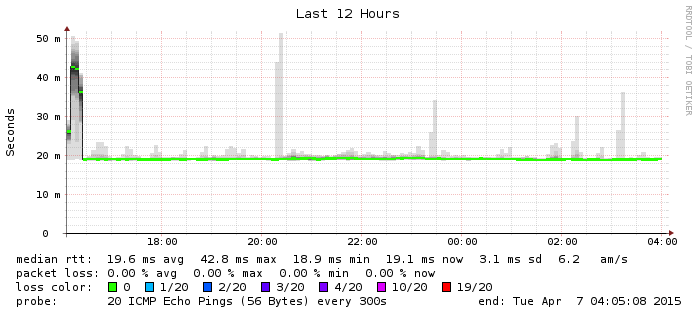 Last 12 Hours
RRDTOOL / TOBI OETIKER
Seconds
50 m
40 m
30 m
20 m
10 m
0
18:00 20:00 22:00 00:00 02:00 04:00
median rtt: 19.6 ms avg 42.8 ms max 18.9 ms min 19.1 ms now 3.1 ms sd 6.2 am/s
packet loss: 0.00 % avg 0.00 % max 0.00 % min 0.00 % now
loss color: 0 1/20 2/20 3/20 4/20 10/20 19/20
probe: 20 ICMP Echo Pings (56 Bytes) every 300s end: Tue Apr 7 04:05:08 2015